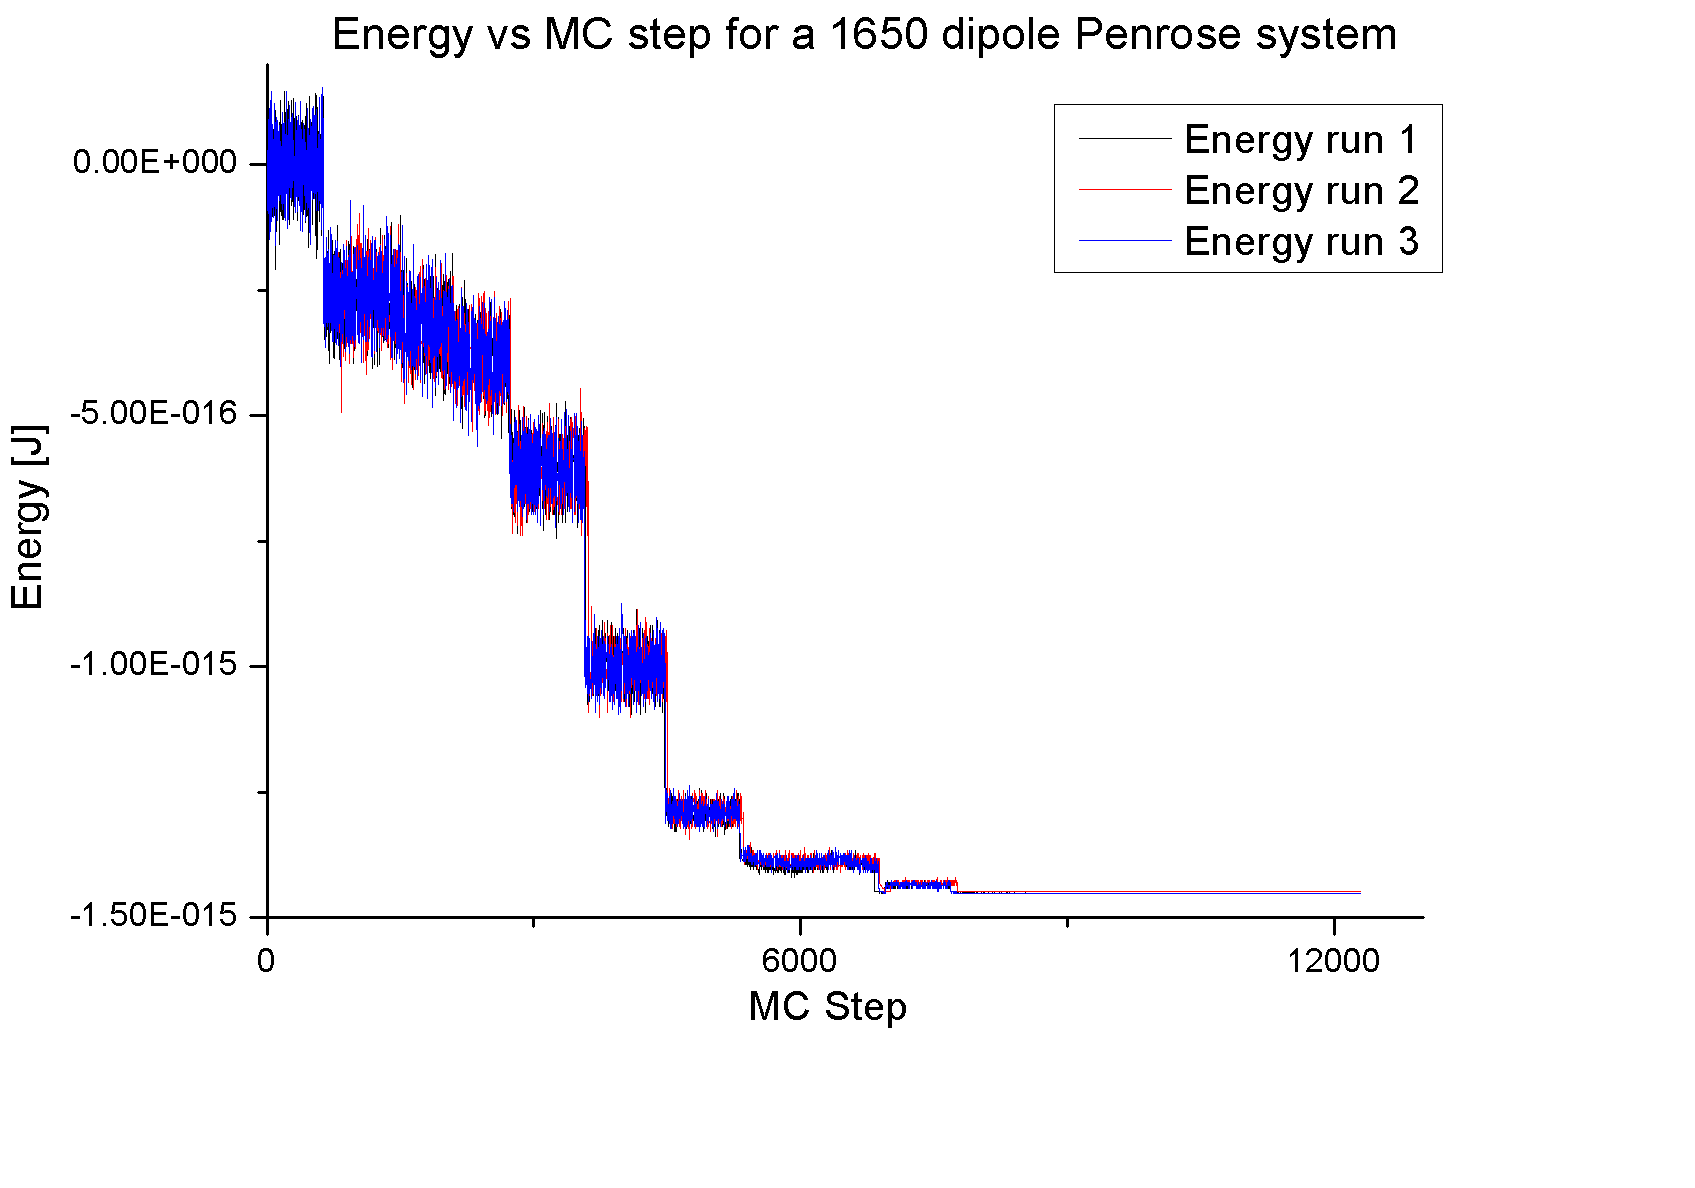 Energy vs MC step for a 1650 dipole Penrose system
Energy run 1
Energy run 2
Energy run 3
0.00E+000
-5.00E-016
-1.00E-015
-1.50E-015
Energy [J]
0 6000 12000
MC Step